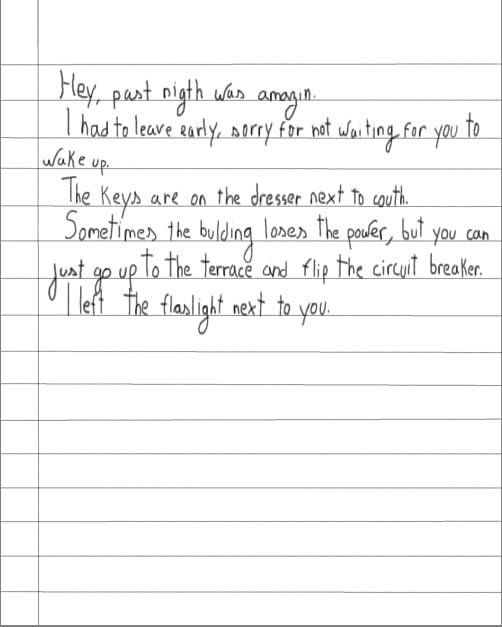 Hey, past nigth was amazin.
I had to leave early, sorry for not waiting for you to
wake up.
The keys are on the dresser next to couth.
Sometimes the bulding loses the power, but you can
just go up to the terrace and flip the circuit breaker.
I left the flaslight next to you.